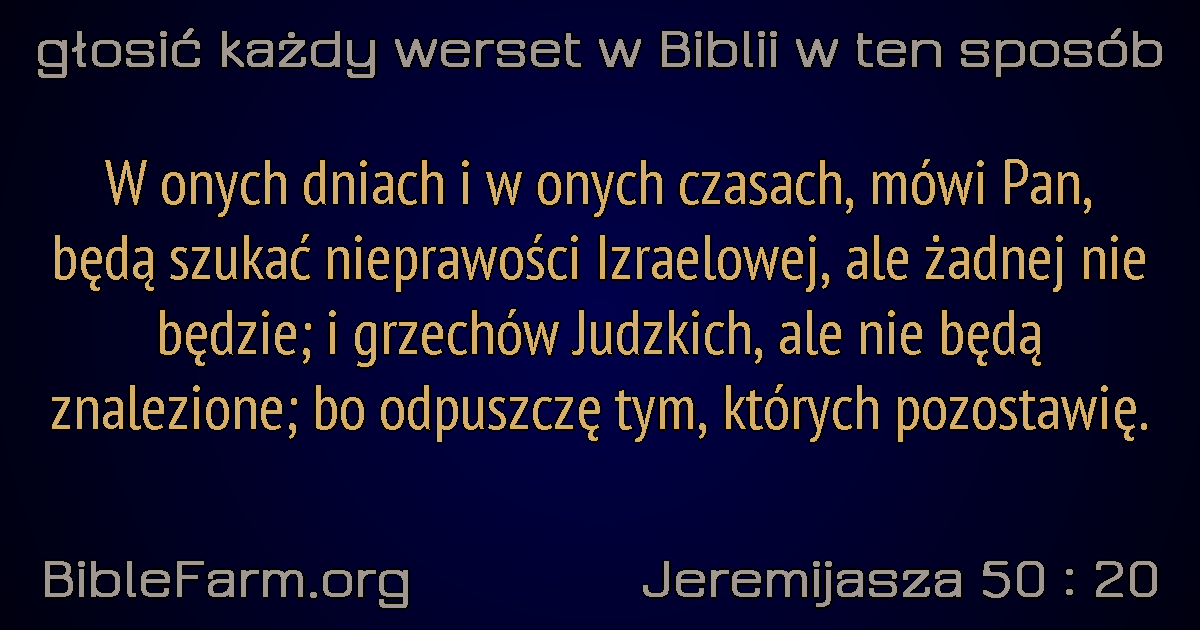 głosić każdy werset w Biblii w ten sposób
W onych dniach i w onych czasach, mówi Pan,
będą szukać nieprawości Izraelowej, ale żadnej nie
będzie; i grzechów Judzkich, ale nie będą
znalezione; bo odpuszczę tym, których pozostawię.
BibleFarm.org
Jeremijasza 50 : 20